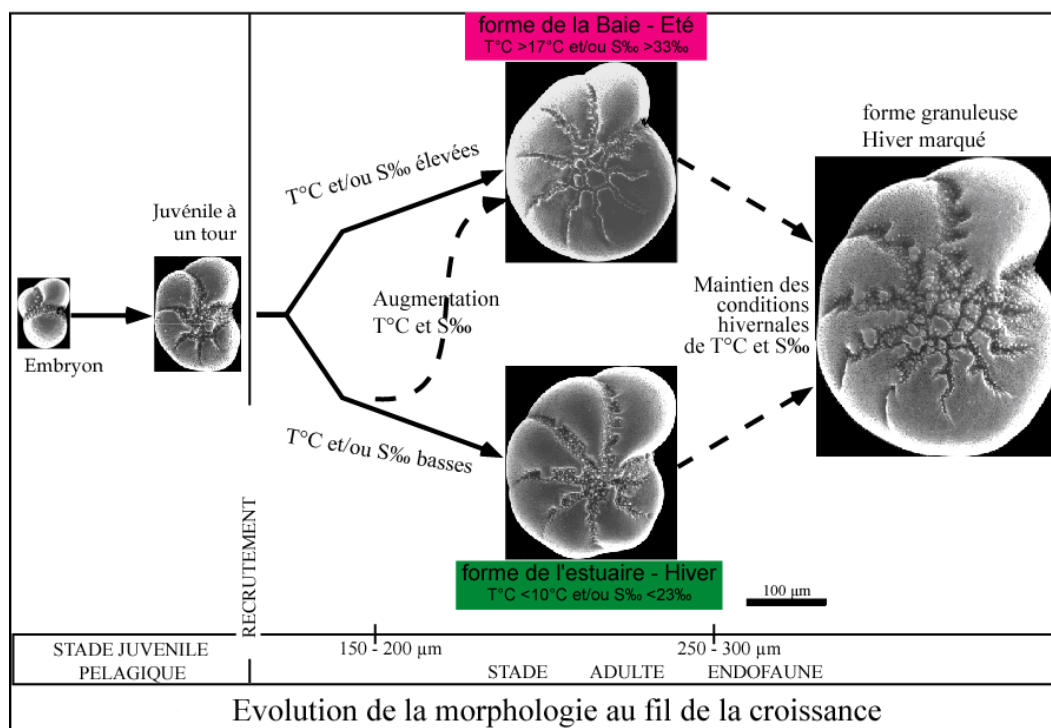 forme de la Baie - Eté
T°C >17°C et/ou S‰ >33‰
forme granuleuse
Hiver marqué
T°C et/ou S‰ élevées
Juvénile à
un tour
Embryon
Augmentation
T°C et S‰
Maintien des
conditions
hivernales
de T°C et S‰
T°C et/ou S‰ basses
forme de l'estuaire - Hiver
T°C <10°C et/ou S‰ <23‰
100 µm
RECRUTEMENT
STADE JUVENILE
PELAGIQUE
150 - 200 µm
250 - 300 µm
STADE ADULTE ENDOFAUNE
Evolution de la morphologie au fil de la croissance